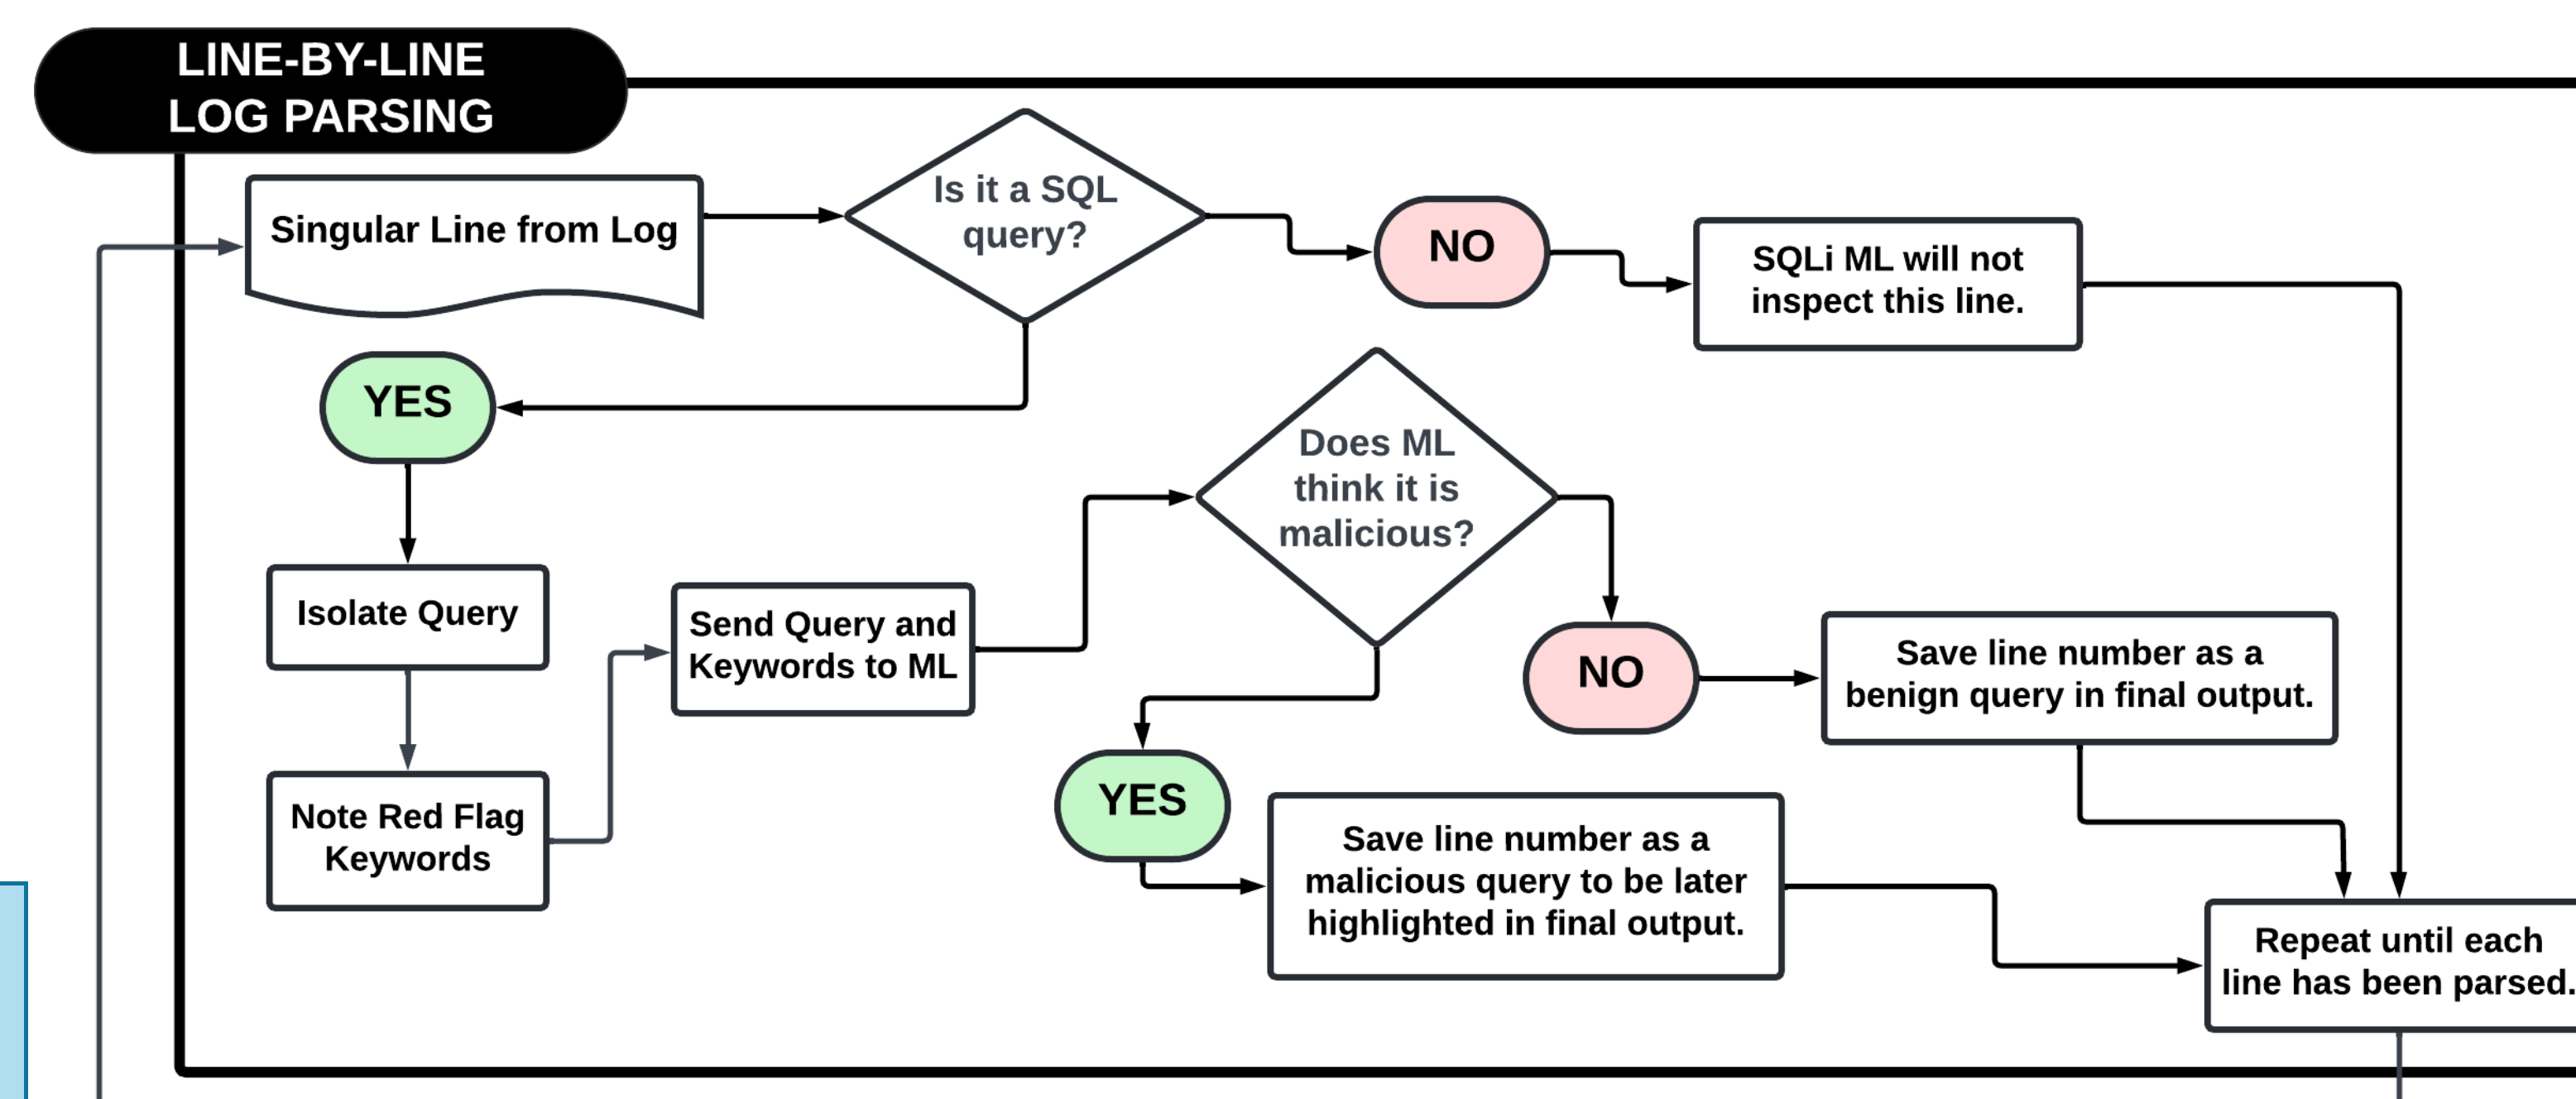 LINE-BY-LINE
LOG PARSING
Singular Line from Log
Is it a SQL
query?
NO
SQLi ML will not
inspect this line.
YES
Isolate Query
Note Red Flag
Keywords
Send Query and
Keywords to ML
Does ML
think it is
malicious?
NO
Save line number as a
benign query in final output.
YES
Save line number as a
malicious query to be later
highlighted in final output.
Repeat until each
line has been parsed.